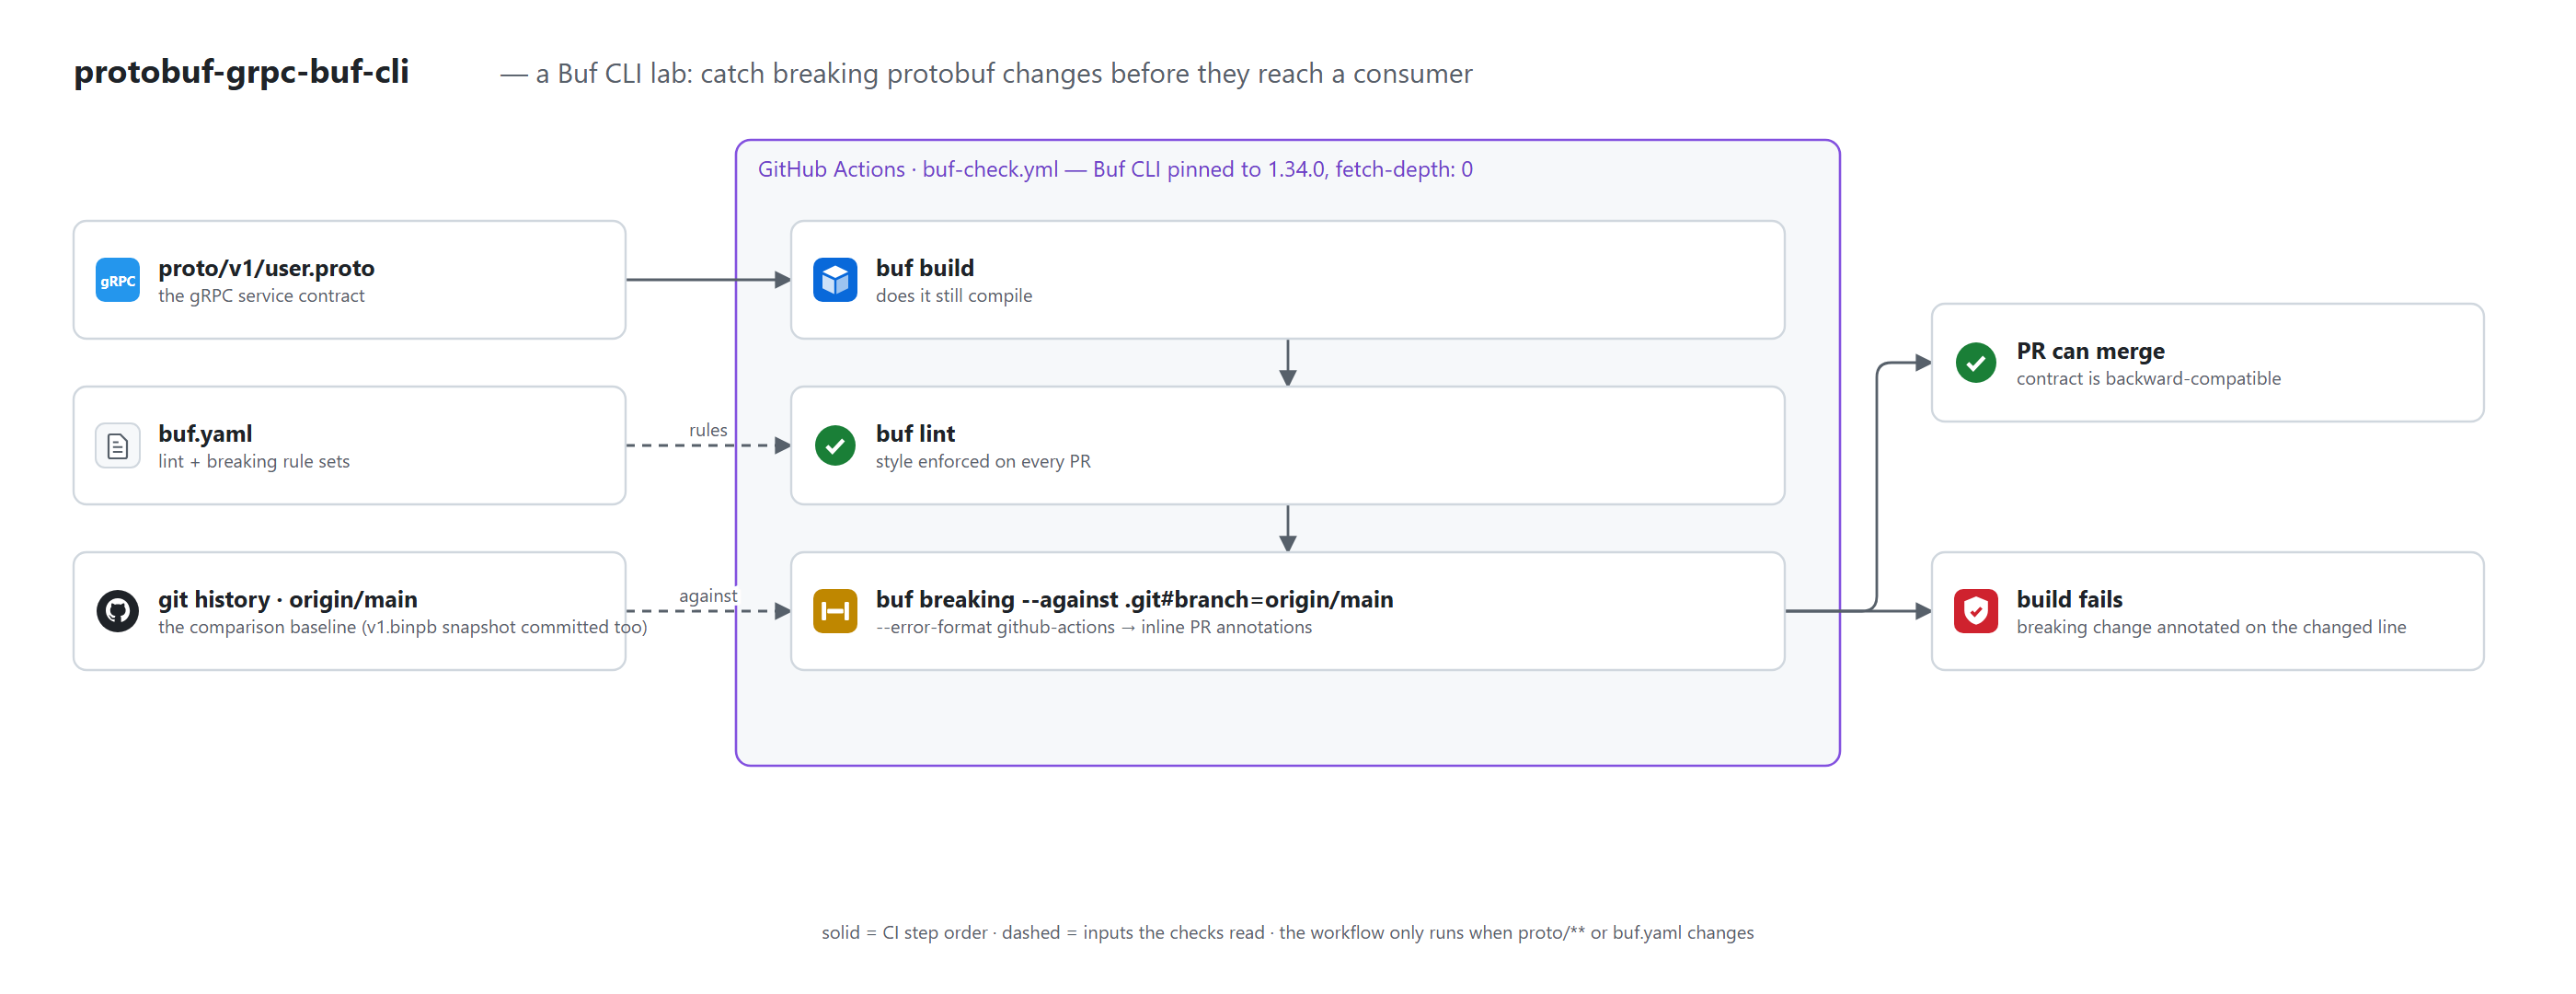 protobuf-grpc-buf-cli — a Buf CLI lab: catch breaking protobuf changes before they reach a consumer
GitHub Actions · buf-check.yml — Buf CLI pinned to 1.34.0, fetch-depth: 0
gRPC
proto/v1/user.proto
the gRPC service contract
buf build
does it still compile
buf.yaml
lint + breaking rule sets
rules
buf lint
style enforced on every PR
git history · origin/main
the comparison baseline (v1.binpb snapshot committed too)
against
buf breaking --against .git#branch=origin/main
--error-format github-actions → inline PR annotations
PR can merge
contract is backward-compatible
build fails
breaking change annotated on the changed line
solid = CI step order · dashed = inputs the checks read · the workflow only runs when proto/** or buf.yaml changes